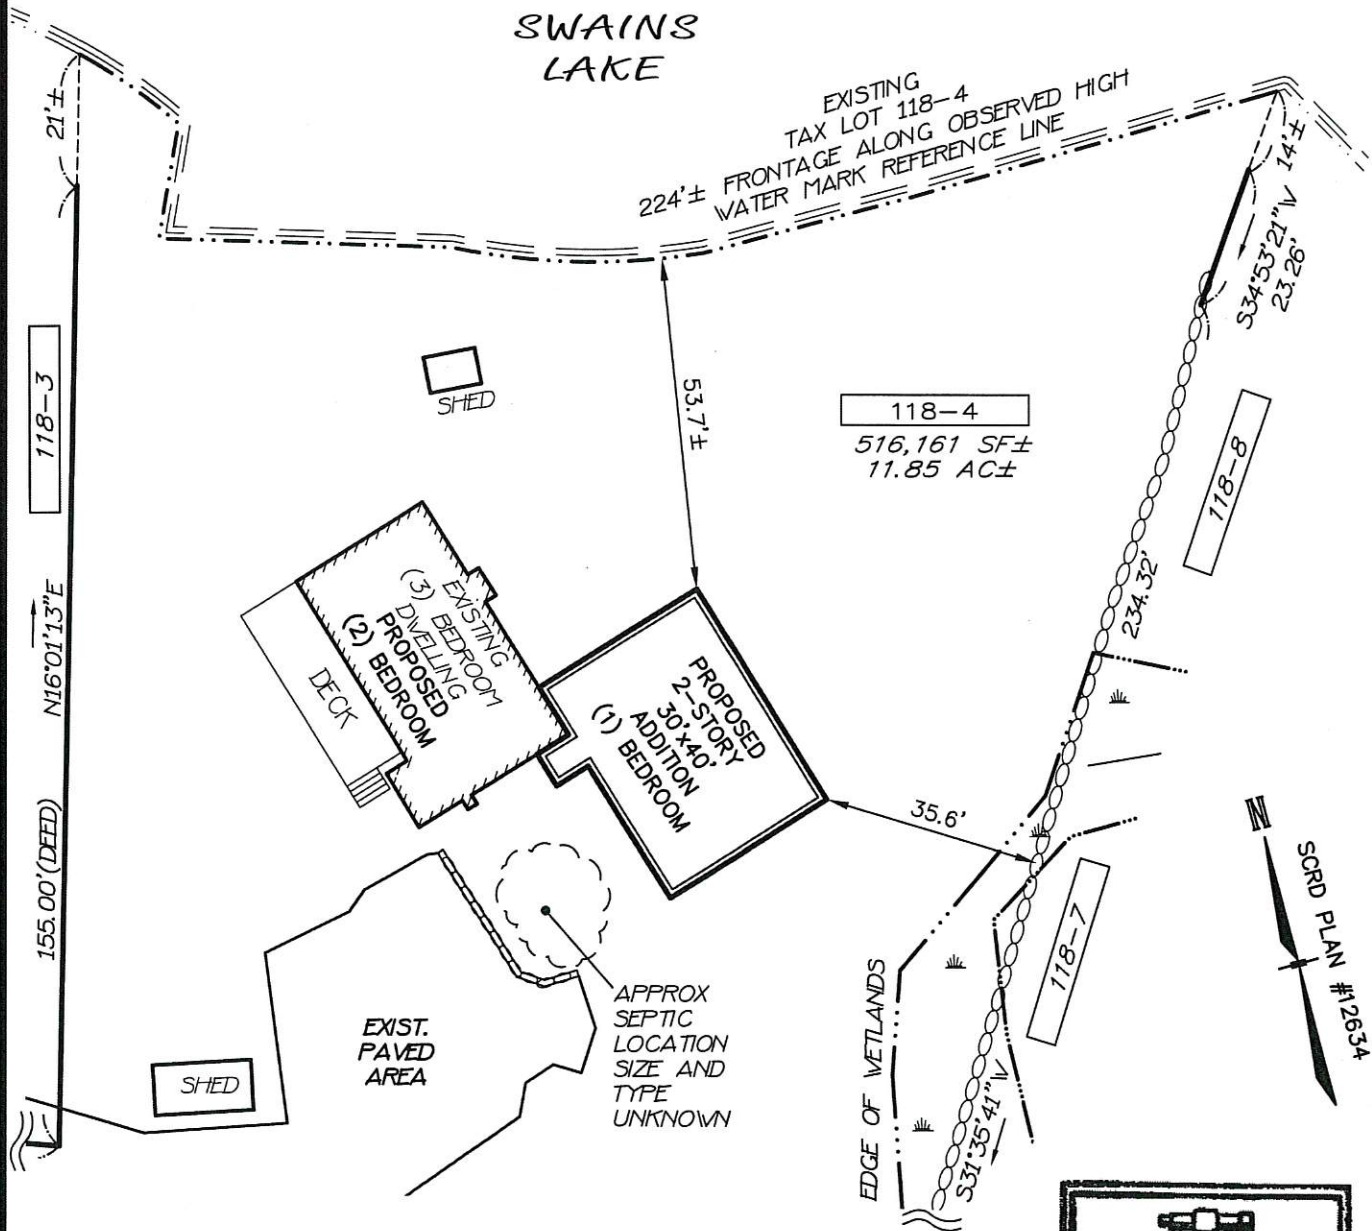 SWAINS
LAKE
21'±
EXISTING
TAX LOT 118-4
224'± FRONTAGE ALONG OBSERVED HIGH
WATER MARK REFERENCE LINE
14'±
S34°53'21"W
23.26'
118-3
SHED
53.7'±
118-4
516,161 SF±
11.85 AC±
118-8
234.32'
N16°01'13"E
155.00'(DEED)
EXISTING
(3) BEDROOM
DWELLING
PROPOSED
(2) BEDROOM
DECK
PROPOSED
2-STORY
30'x40'
ADDITION
(1) BEDROOM
35.6'
118-7
N
SCRD PLAN #12634
EDGE OF WETLANDS
S31°35'41"W
APPROX
SEPTIC
LOCATION
SIZE AND
TYPE
UNKNOWN
EXIST.
PAVED
AREA
SHED